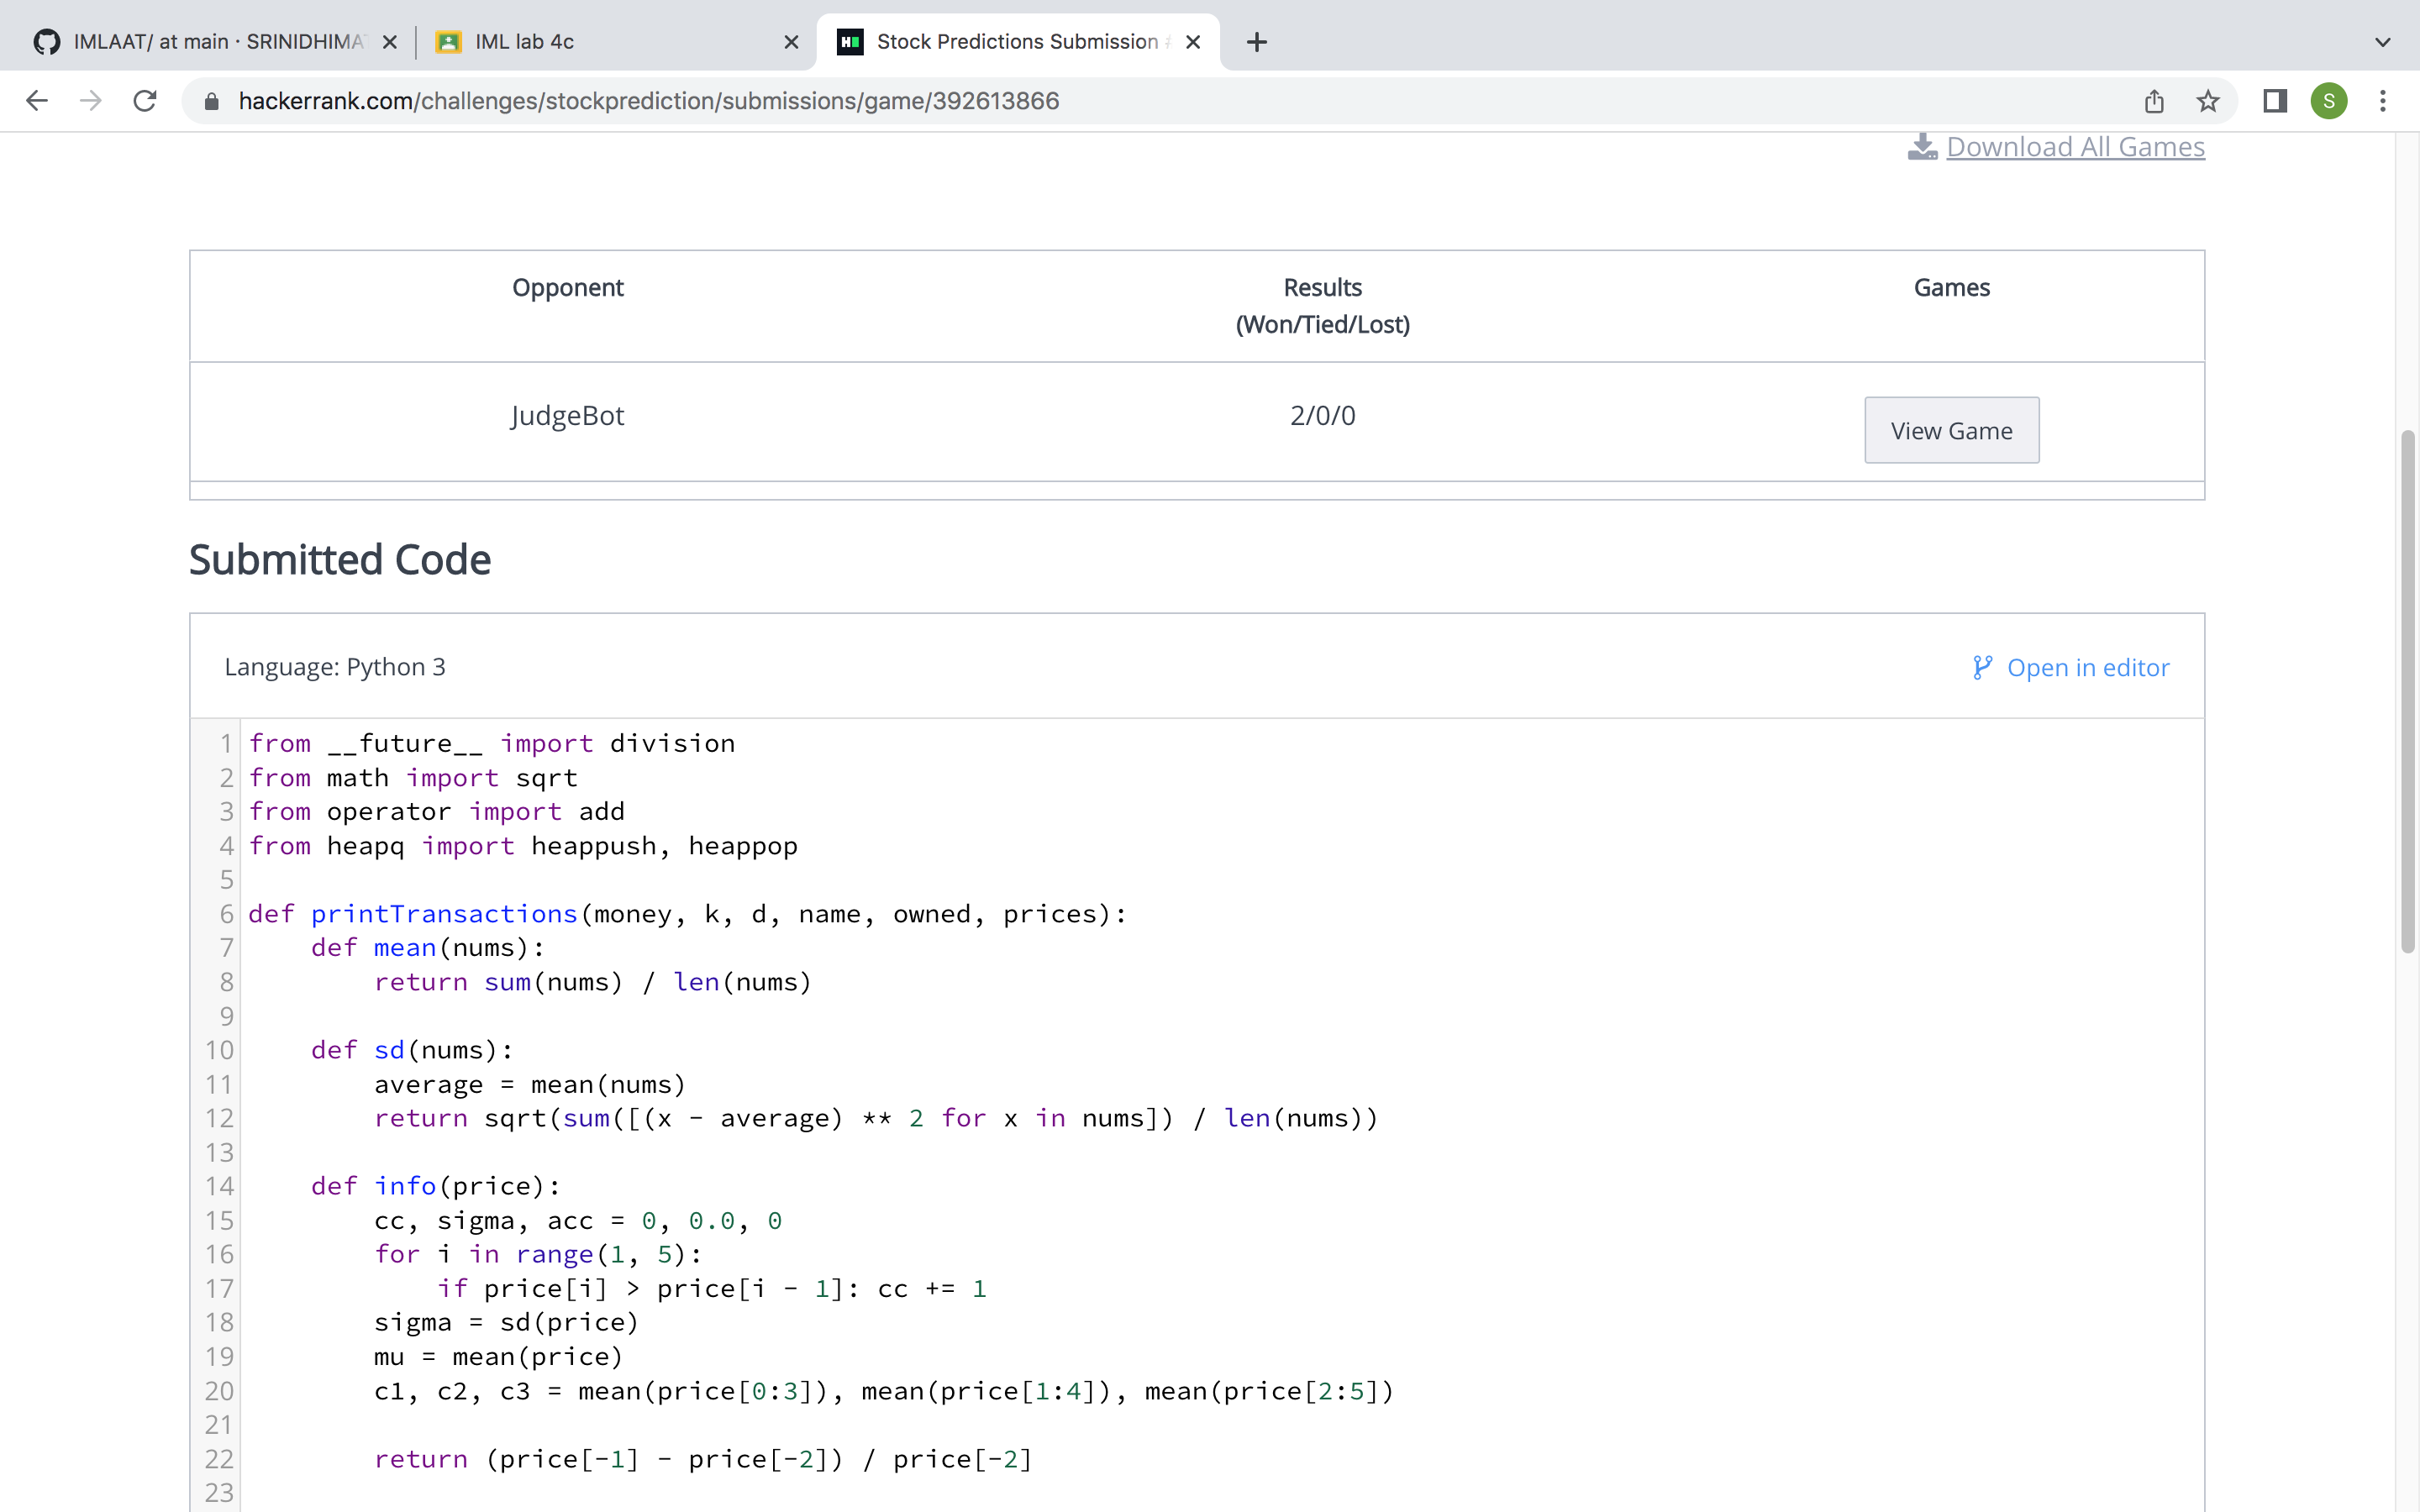 IMLAAT/ at main · SRINIDHIMA
IML lab 4c
Stock Predictions Submission #
hackerrank.com/challenges/stockprediction/submissions/game/392613866
S
Download All Games
Opponent Results Games
(Won/Tied/Lost)
JudgeBot 2/0/0 View Game
Submitted Code
Language: Python 3 Open in editor
1 from __future__ import division
2 from math import sqrt
3 from operator import add
4 from heapq import heappush, heappop
5
6 def printTransactions(money, k, d, name, owned, prices):
7     def mean(nums):
8         return sum(nums) / len(nums)
9
10     def sd(nums):
11         average = mean(nums)
12         return sqrt(sum([(x - average) ** 2 for x in nums]) / len(nums))
13
14     def info(price):
15         cc, sigma, acc = 0, 0.0, 0
16         for i in range(1, 5):
17             if price[i] > price[i - 1]: cc += 1
18         sigma = sd(price)
19         mu = mean(price)
20         c1, c2, c3 = mean(price[0:3]), mean(price[1:4]), mean(price[2:5])
21
22         return (price[-1] - price[-2]) / price[-2]
23